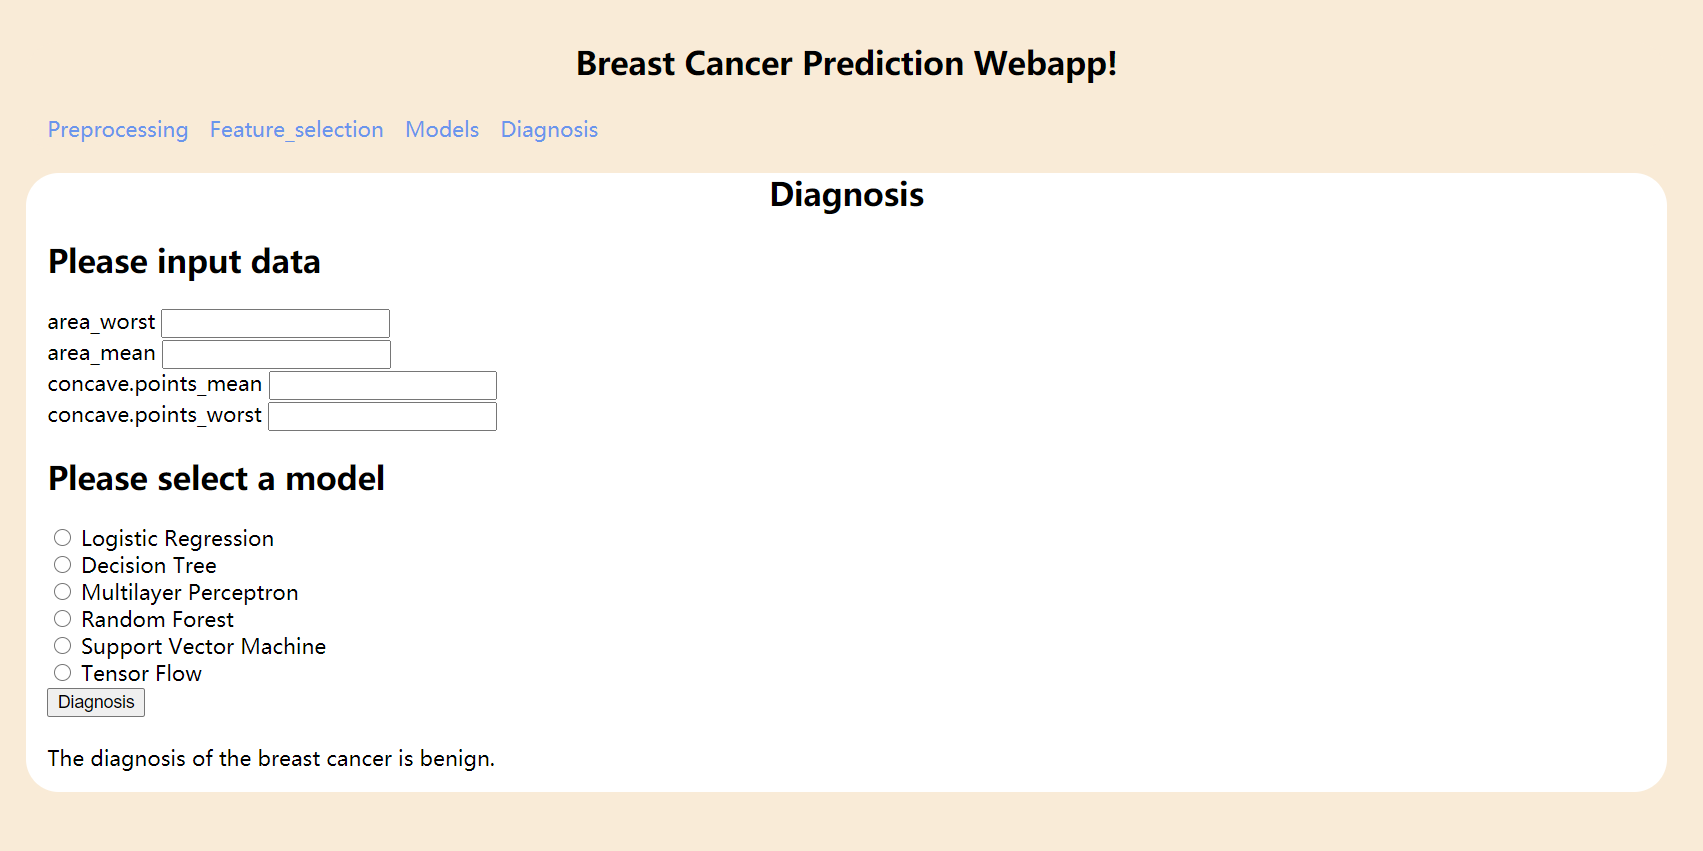 Breast Cancer Prediction Webapp!
Preprocessing Feature_selection Models Diagnosis
Diagnosis
Please input data
area_worst
area_mean
concave.points_mean
concave.points_worst
Please select a model
Logistic Regression
Decision Tree
Multilayer Perceptron
Random Forest
Support Vector Machine
Tensor Flow
Diagnosis
The diagnosis of the breast cancer is benign.